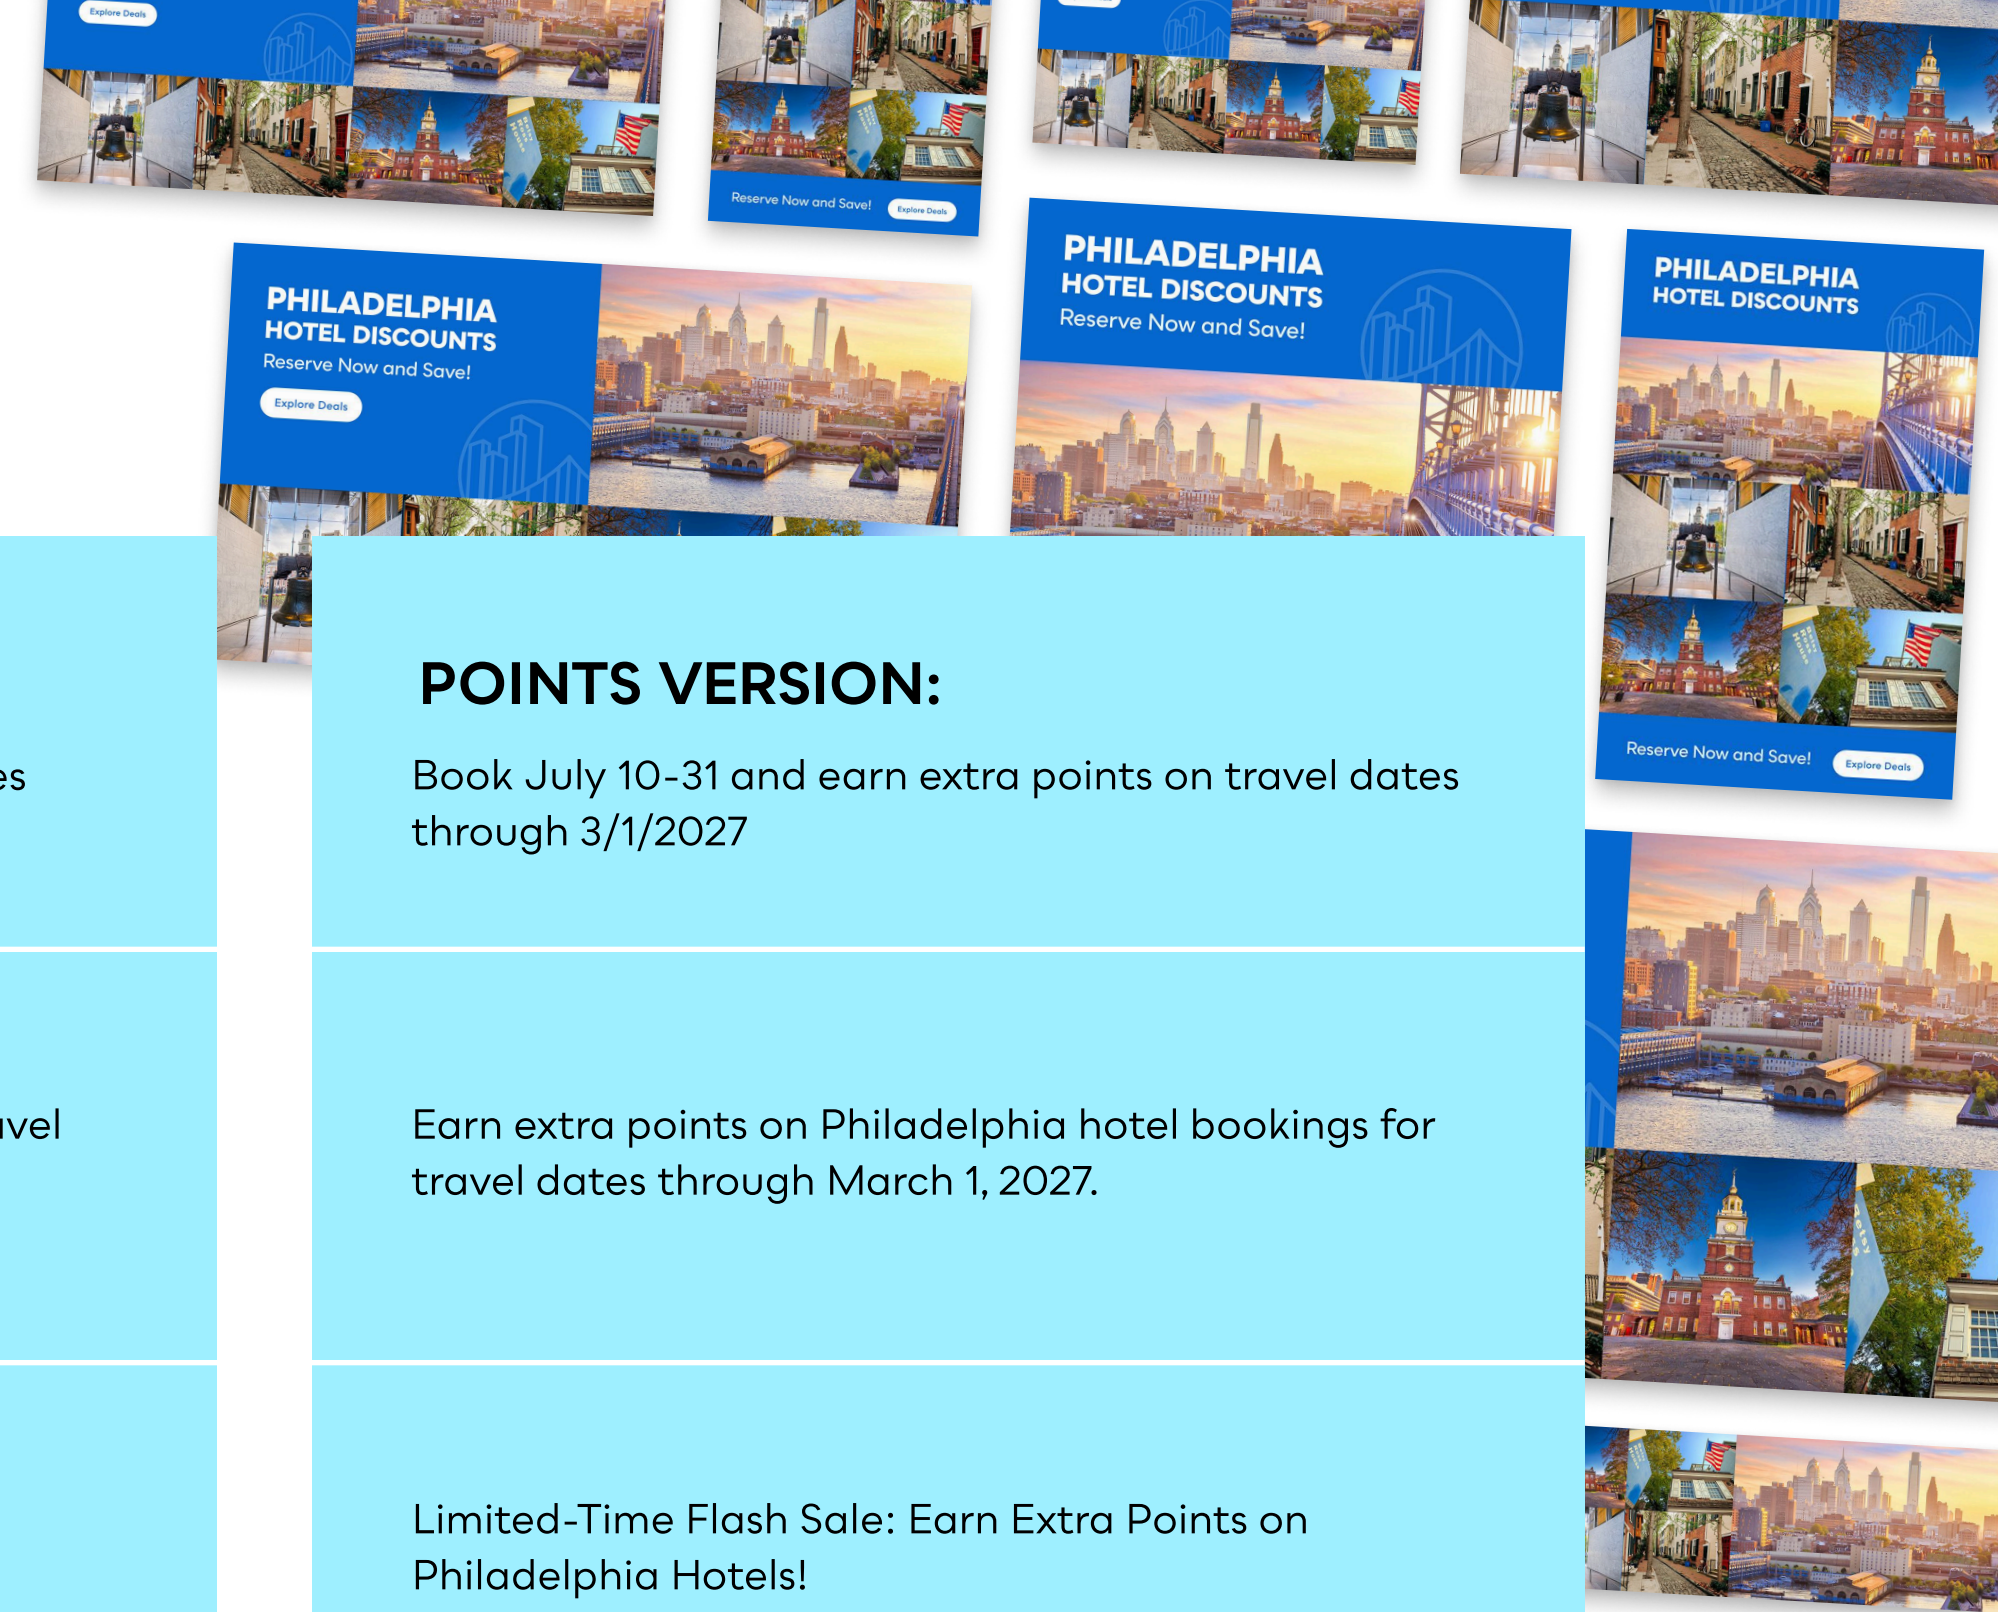 Explore Deals
Reserve Now and Save!
Explore Deals
PHILADELPHIA
HOTEL DISCOUNTS
Reserve Now and Save!
Explore Deals
PHILADELPHIA
HOTEL DISCOUNTS
Reserve Now and Save!
PHILADELPHIA
HOTEL DISCOUNTS
Reserve Now and Save!
Explore Deals
POINTS VERSION:
Book July 10-31 and earn extra points on travel dates
through 3/1/2027
Earn extra points on Philadelphia hotel bookings for
travel dates through March 1, 2027.
Limited-Time Flash Sale: Earn Extra Points on
Philadelphia Hotels!
Betsy